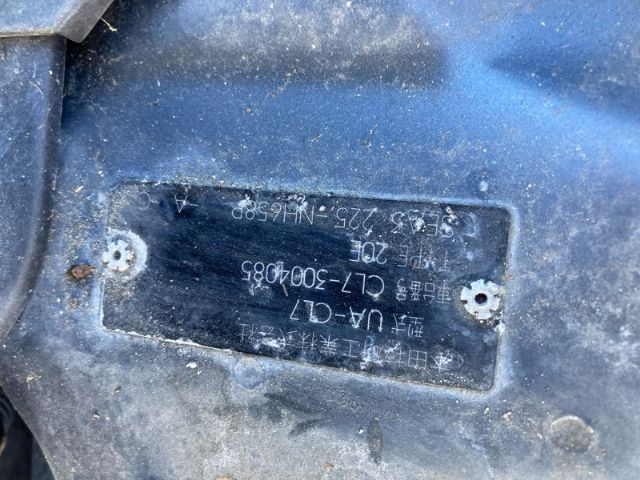 本田技研工業株式会社
型式 UA-CL7
車台番号 CL7-3004085
20E
225-NH658P
A-C